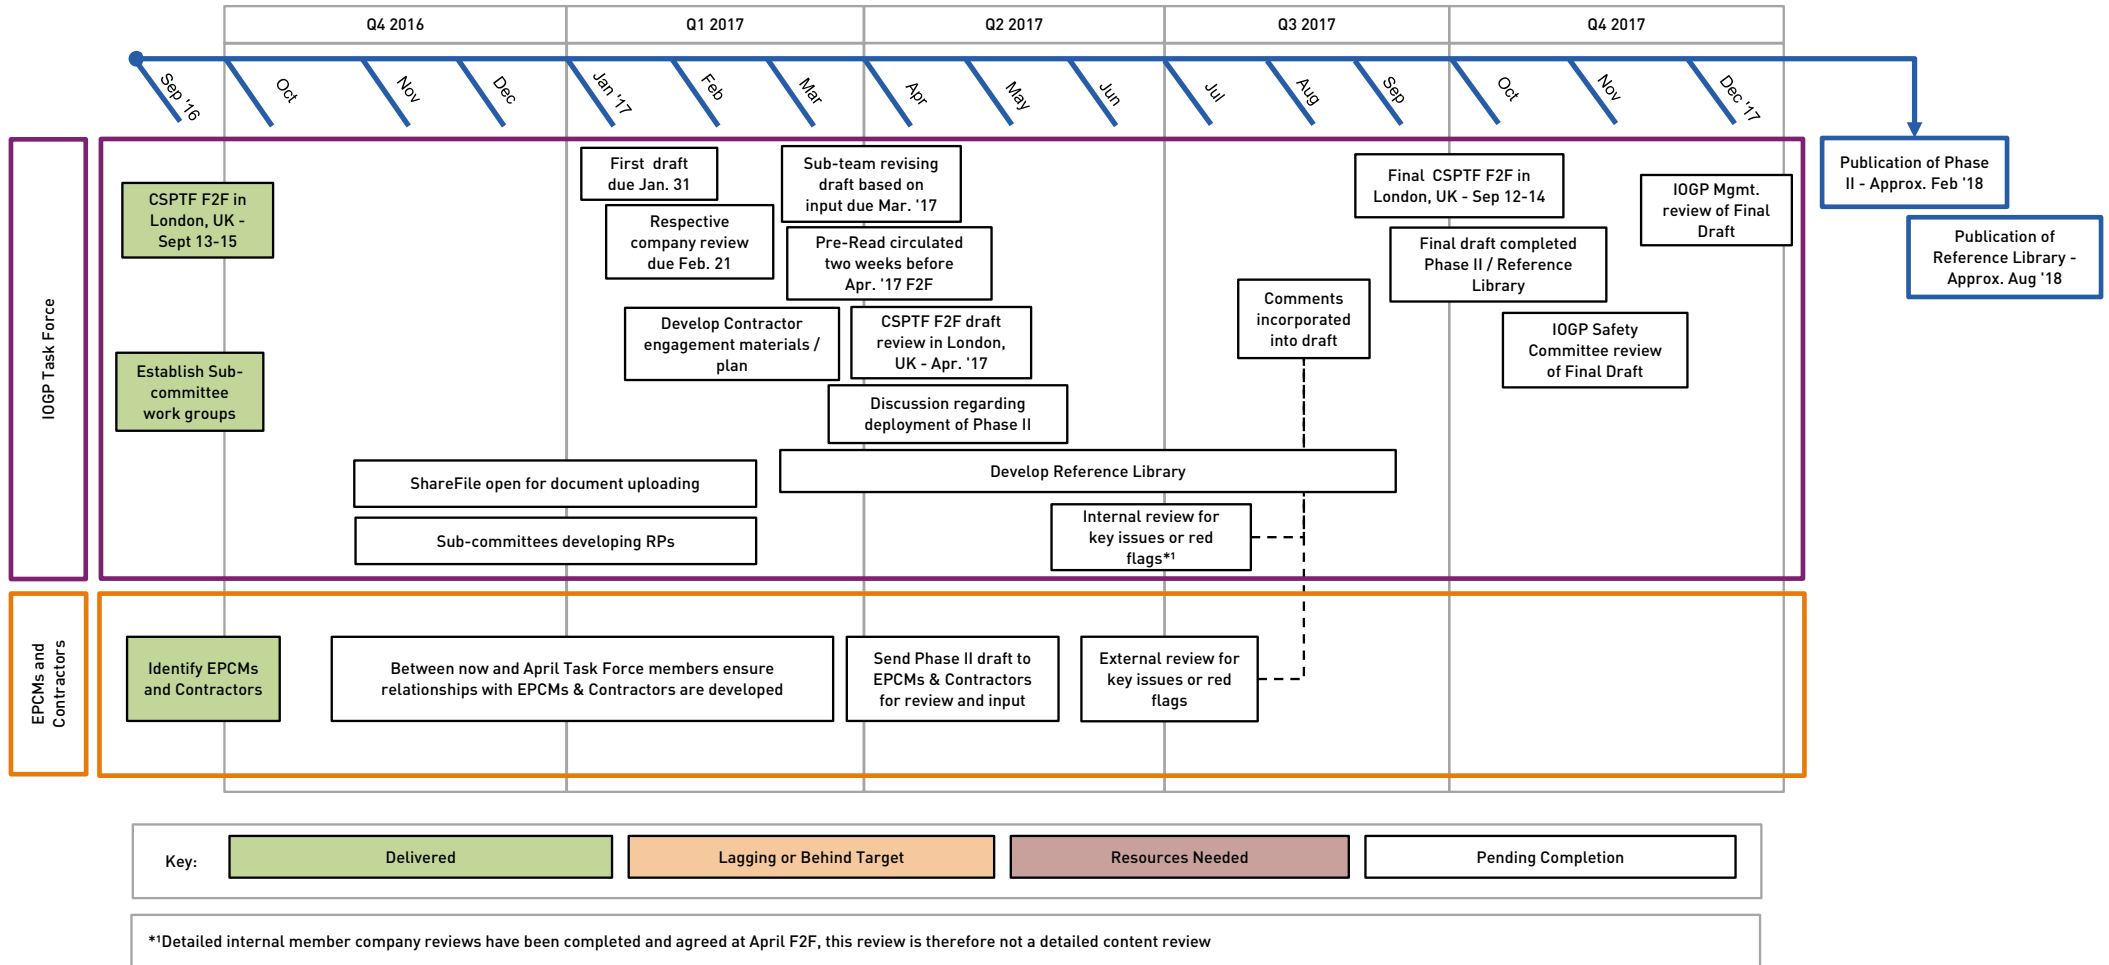 Q4 2016
Q1 2017
Q2 2017
Q3 2017
Q4 2017
Sep '16
Oct
Nov
Dec
Jan '17
Feb
Mar
Apr
May
Jun
Jul
Aug
Sep
Oct
Nov
Dec '17
Publication of Phase
II - Approx. Feb '18
Publication of
Reference Library -
Approx. Aug '18
IOGP Task Force
CSPTF F2F in
London, UK -
Sept 13-15
Establish Sub-
committee
work groups
First draft
due Jan. 31
Respective
company review
due Feb. 21
Develop Contractor
engagement materials /
plan
Sub-team revising
draft based on
input due Mar. '17
Pre-Read circulated
two weeks before
Apr. '17 F2F
CSPTF F2F draft
review in London,
UK - Apr. '17
Discussion regarding
deployment of Phase II
ShareFile open for document uploading
Sub-committees developing RPs
Develop Reference Library
Internal review for
key issues or red
flags*¹
Comments
incorporated
into draft
Final CSPTF F2F in
London, UK - Sep 12-14
Final draft completed
Phase II / Reference
Library
IOGP Safety
Committee review
of Final Draft
IOGP Mgmt.
review of Final
Draft
EPCMs and
Contractors
Identify EPCMs
and Contractors
Between now and April Task Force members ensure
relationships with EPCMs & Contractors are developed
Send Phase II draft to
EPCMs & Contractors
for review and input
External review for
key issues or red
flags
Key:
Delivered
Lagging or Behind Target
Resources Needed
Pending Completion
*¹Detailed internal member company reviews have been completed and agreed at April F2F, this review is therefore not a detailed content review